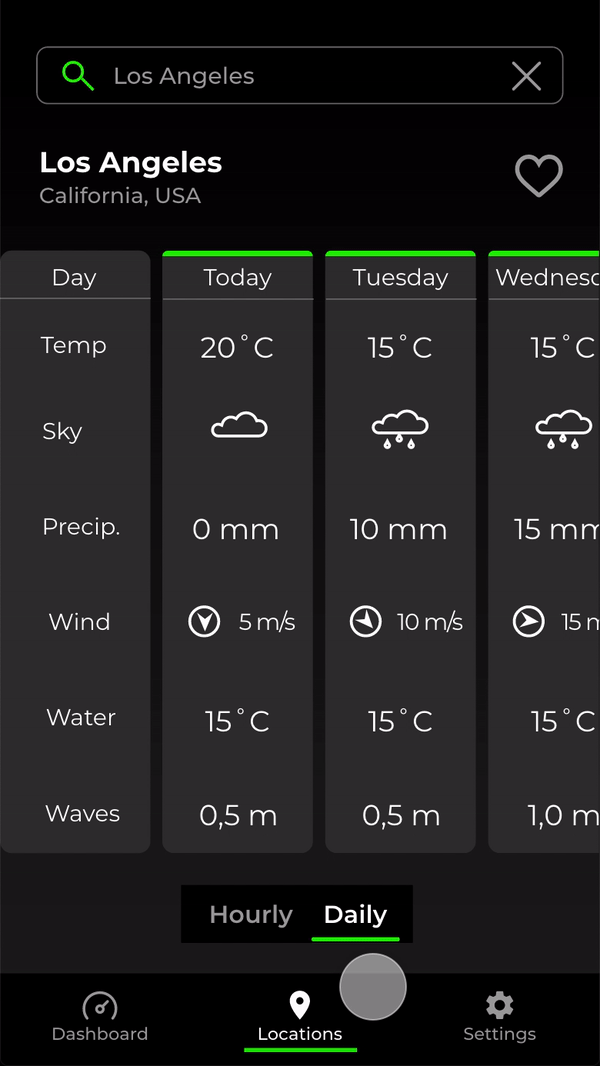 Los Angeles
Los Angeles
California, USA
Day Today Tuesday Wednesd
Temp 20°C 15°C 15°C
Sky
Precip. 0 mm 10 mm 15 mm
Wind 5 m/s 10 m/s 15 m
Water 15°C 15°C 15°C
Waves 0,5 m 0,5 m 1,0 m
Hourly Daily
Dashboard Locations Settings